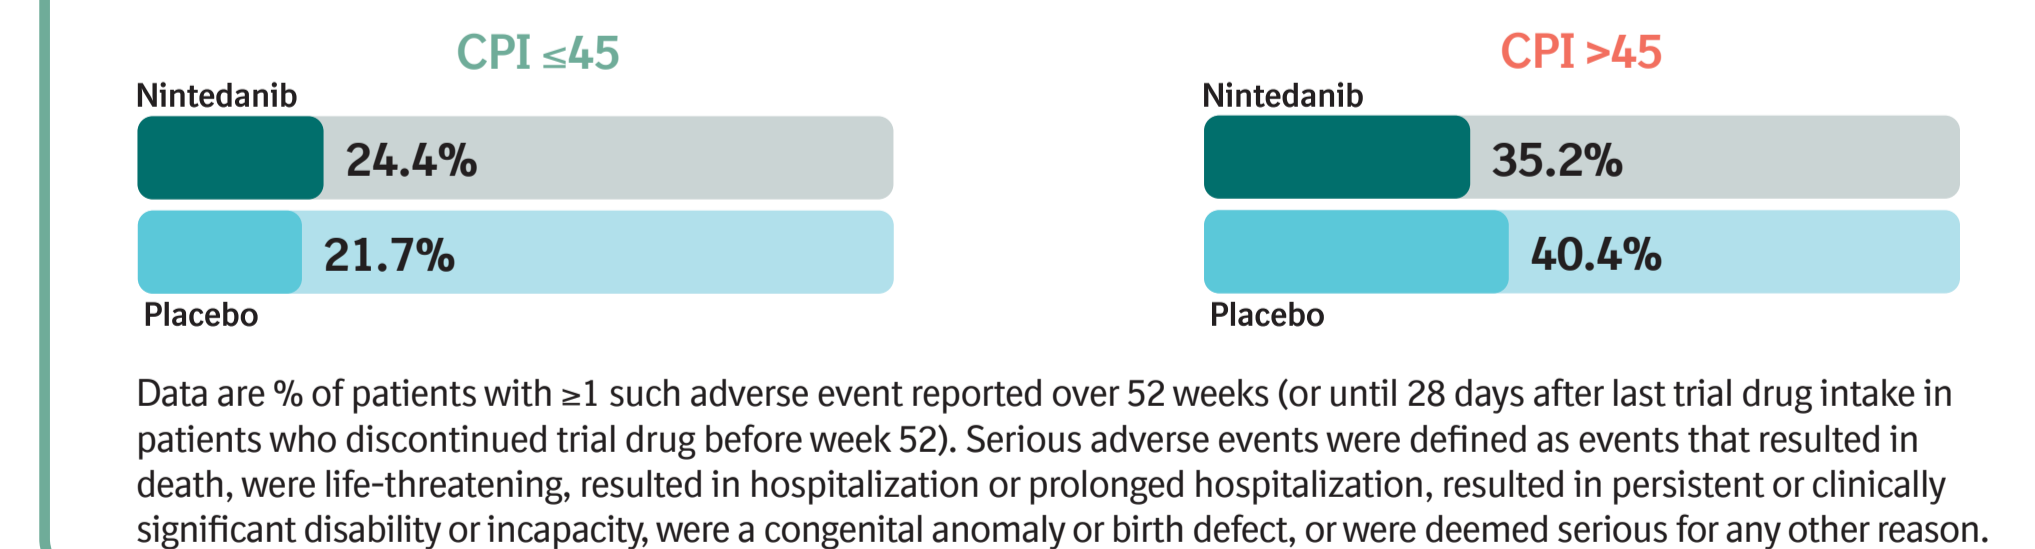 CPI ≤45
Nintedanib
24.4%
21.7%
Placebo
CPI >45
Nintedanib
35.2%
40.4%
Placebo
Data are % of patients with ≥1 such adverse event reported over 52 weeks (or until 28 days after last trial drug intake in
patients who discontinued trial drug before week 52). Serious adverse events were defined as events that resulted in
death, were life-threatening, resulted in hospitalization or prolonged hospitalization, resulted in persistent or clinically
significant disability or incapacity, were a congenital anomaly or birth defect, or were deemed serious for any other reason.